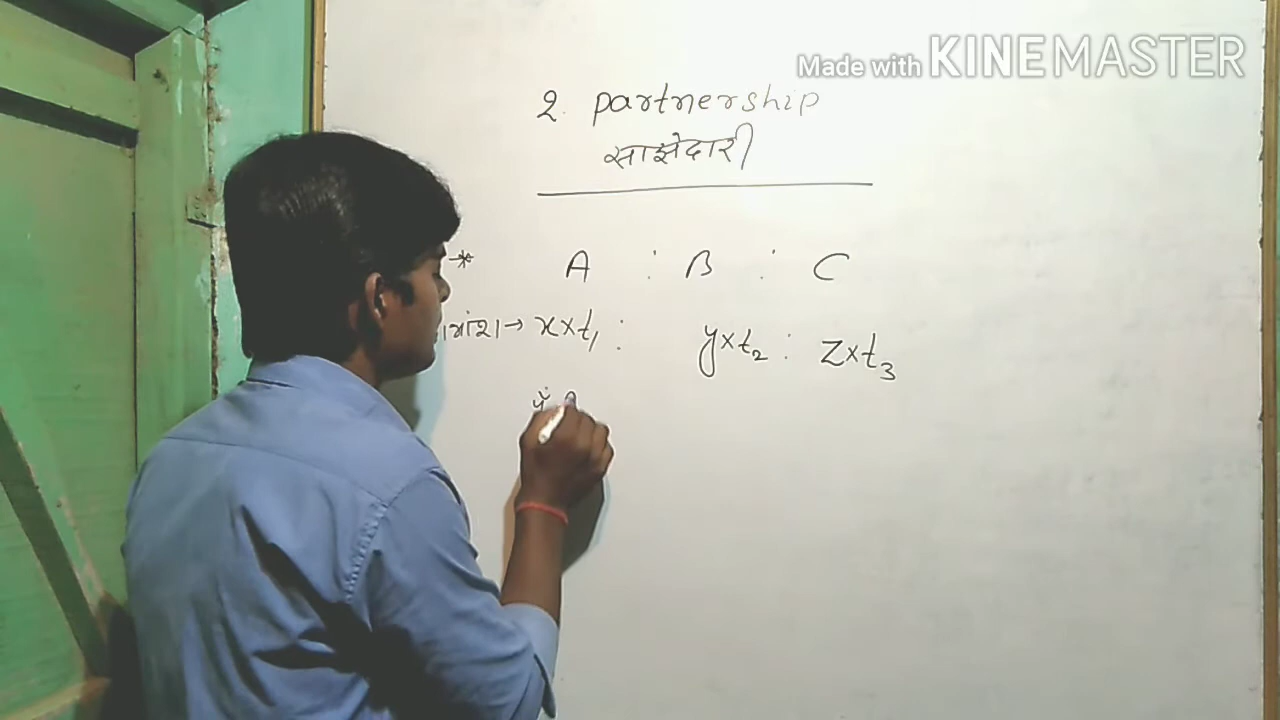 Made with KINEMASTER
2. partnership
साझेदारी
* A : B : C
→ x×t₁ : y×t₂ : z×t₃